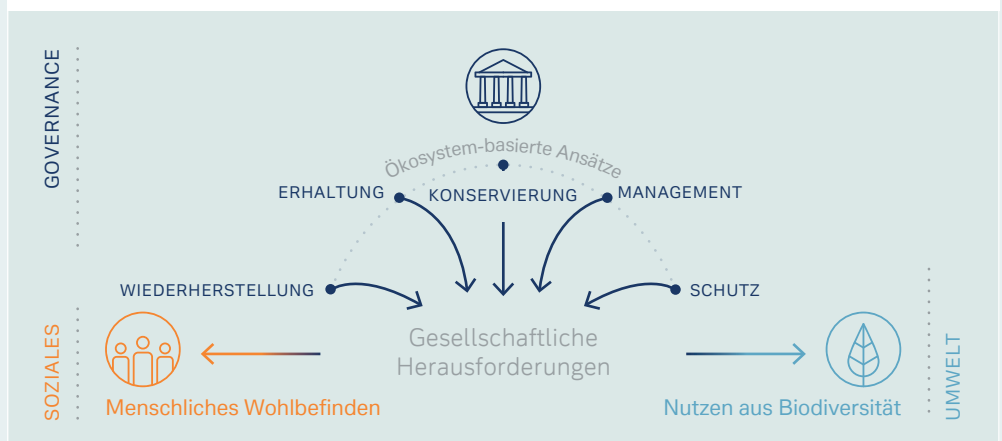 GOVERNANCE
Ökosystem-basierte Ansätze
ERHALTUNG
KONSERVIERUNG
MANAGEMENT
WIEDERHERSTELLUNG
SCHUTZ
Gesellschaftliche
Herausforderungen
SOZIALES
Menschliches Wohlbefinden
Nutzen aus Biodiversität
UMWELT